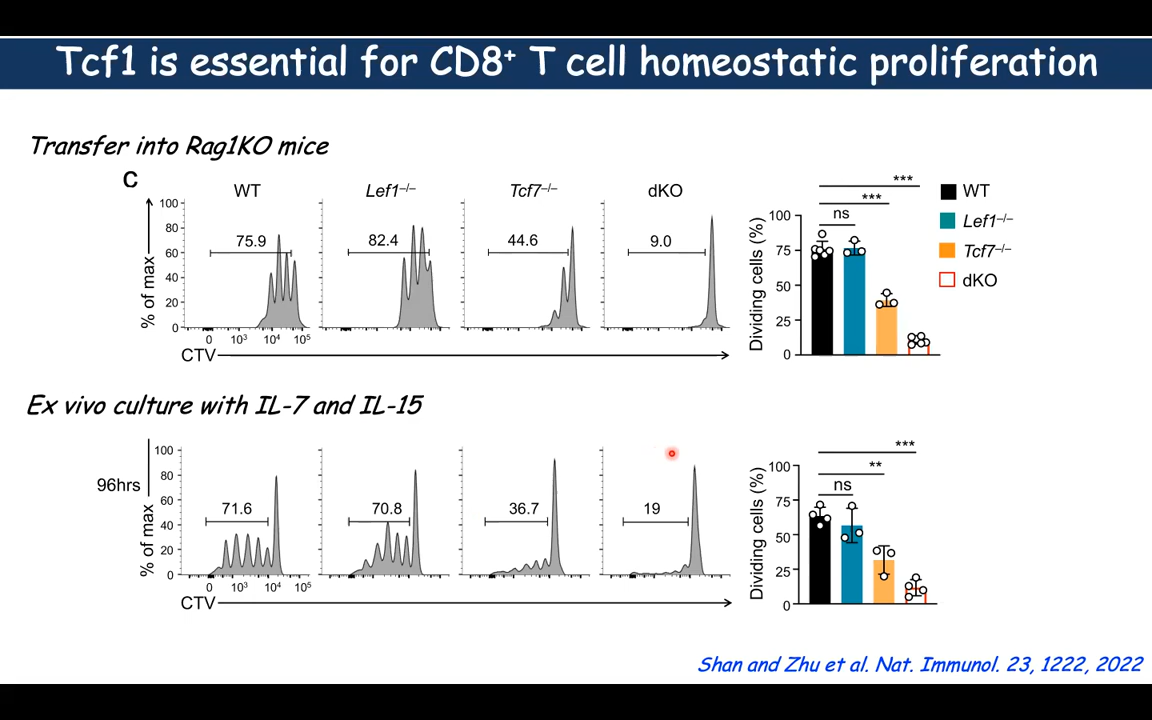 Tcf1 is essential for CD8⁺ T cell homeostatic proliferation
Transfer into Rag1KO mice
C
WT
Lef1–/–
Tcf7–/–
dKO
% of max
100
80
60
40
20
0
75.9
82.4
44.6
9.0
0 10³ 10⁴ 10⁵
CTV
Dividing cells (%)
100
75
50
25
0
ns
***
***
WT
Lef1–/–
Tcf7–/–
dKO
Ex vivo culture with IL-7 and IL-15
96hrs
% of max
100
80
60
40
20
0
71.6
70.8
36.7
19
0 10³ 10⁴ 10⁵
CTV
Dividing cells (%)
100
75
50
25
0
ns
**
***
Shan and Zhu et al. Nat. Immunol. 23, 1222, 2022